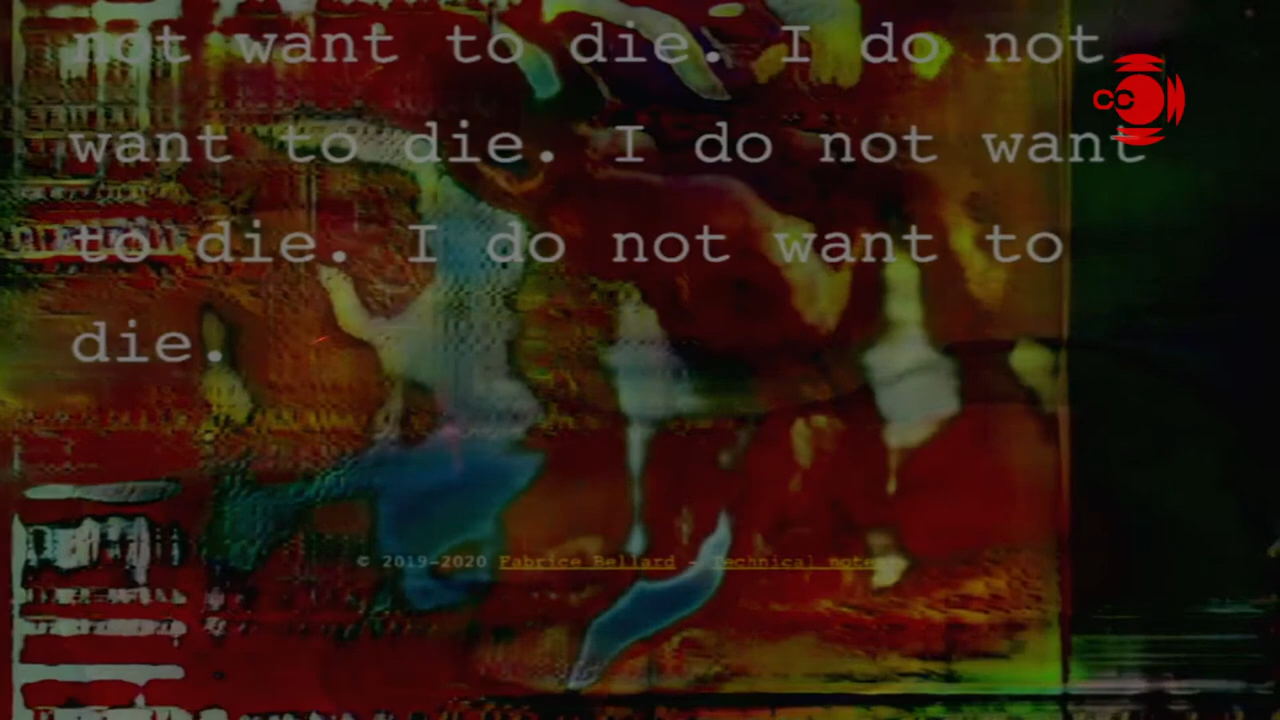 not want to die. I do not
want to die. I do not want
to die. I do not want to
die.
cc
© 2019-2020 Fabrice Bellard - Technical notes